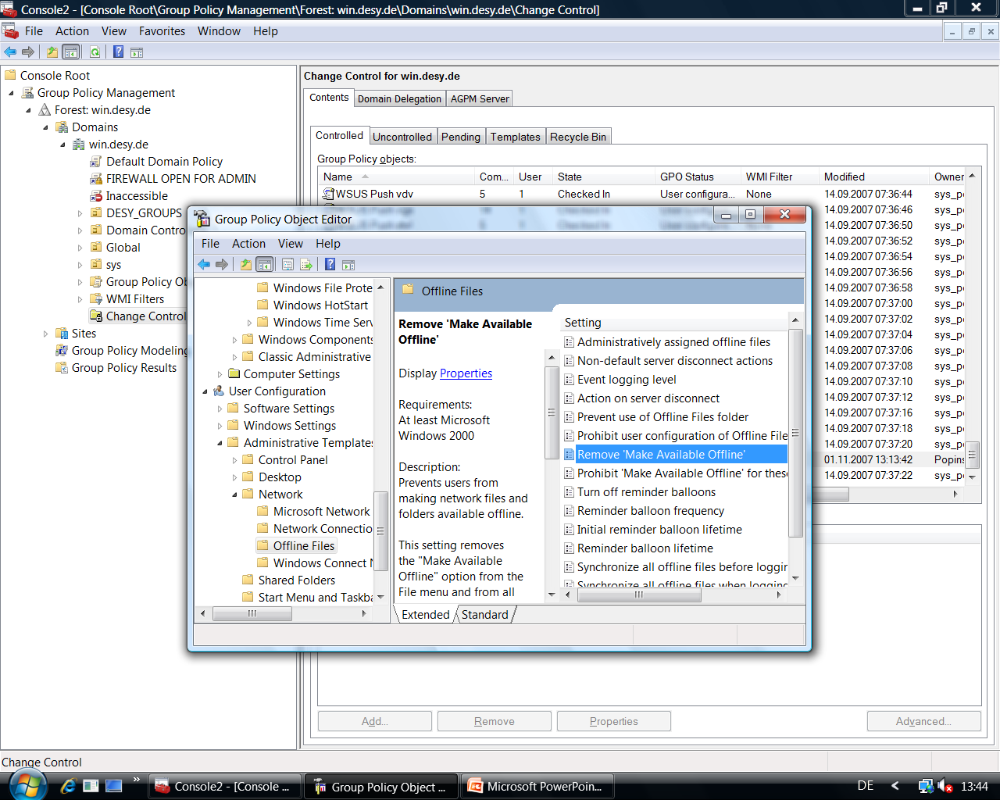 Console2 - [Console Root\Group Policy Management\Forest: win.desy.de\Domains\win.desy.de\Change Control]
File Action View Favorites Window Help
Console Root
Group Policy Management
Forest: win.desy.de
Domains
win.desy.de
Default Domain Policy
FIREWALL OPEN FOR ADMIN
Inaccessible
DESY_GROUPS
Domain Contro
Global
sys
Group Policy Ob
WMI Filters
Change Control
Sites
Group Policy Modeling
Group Policy Results
Change Control for win.desy.de
Contents Domain Delegation AGPM Server
Controlled Uncontrolled Pending Templates Recycle Bin
Group Policy objects:
Name Com... User State GPO Status WMI Filter Modified Owner
WSUS Push vdv 5 1 Checked In User configura... None 14.09.2007 07:36:44 sys_p
14.09.2007 07:36:46 sys_p
14.09.2007 07:36:48 sys_p
14.09.2007 07:36:50 sys_p
14.09.2007 07:36:52 sys_p
14.09.2007 07:36:54 sys_p
14.09.2007 07:36:56 sys_p
14.09.2007 07:36:58 sys_p
14.09.2007 07:37:00 sys_p
14.09.2007 07:37:02 sys_p
14.09.2007 07:37:04 sys_p
14.09.2007 07:37:06 sys_p
14.09.2007 07:37:08 sys_p
14.09.2007 07:37:10 sys_p
14.09.2007 07:37:12 sys_p
14.09.2007 07:37:16 sys_p
14.09.2007 07:37:18 sys_p
14.09.2007 07:37:20 sys_p
01.11.2007 13:13:42 Popins
14.09.2007 07:37:22 sys_p
Group Policy Object Editor
File Action View Help
Windows File Prote
Windows HotStart
Windows Time Serv
Windows Components
Classic Administrative
Computer Settings
User Configuration
Software Settings
Windows Settings
Administrative Templates
Control Panel
Desktop
Network
Microsoft Network
Network Connectio
Offline Files
Windows Connect N
Shared Folders
Start Menu and Taskba
Offline Files
Remove 'Make Available
Offline'
Display Properties
Requirements:
At least Microsoft
Windows 2000
Description:
Prevents users from
making network files and
folders available offline.
This setting removes
the "Make Available
Offline" option from the
File menu and from all
Setting
Administratively assigned offline files
Non-default server disconnect actions
Event logging level
Action on server disconnect
Prevent use of Offline Files folder
Prohibit user configuration of Offline File
Remove 'Make Available Offline'
Prohibit 'Make Available Offline' for these
Turn off reminder balloons
Reminder balloon frequency
Initial reminder balloon lifetime
Reminder balloon lifetime
Synchronize all offline files before loggin
Synchronize all offline files when logging
Extended Standard
Add... Remove Properties Advanced...
Change Control
Console2 - [Console ... Group Policy Object ... Microsoft PowerPoin... DE 13:44